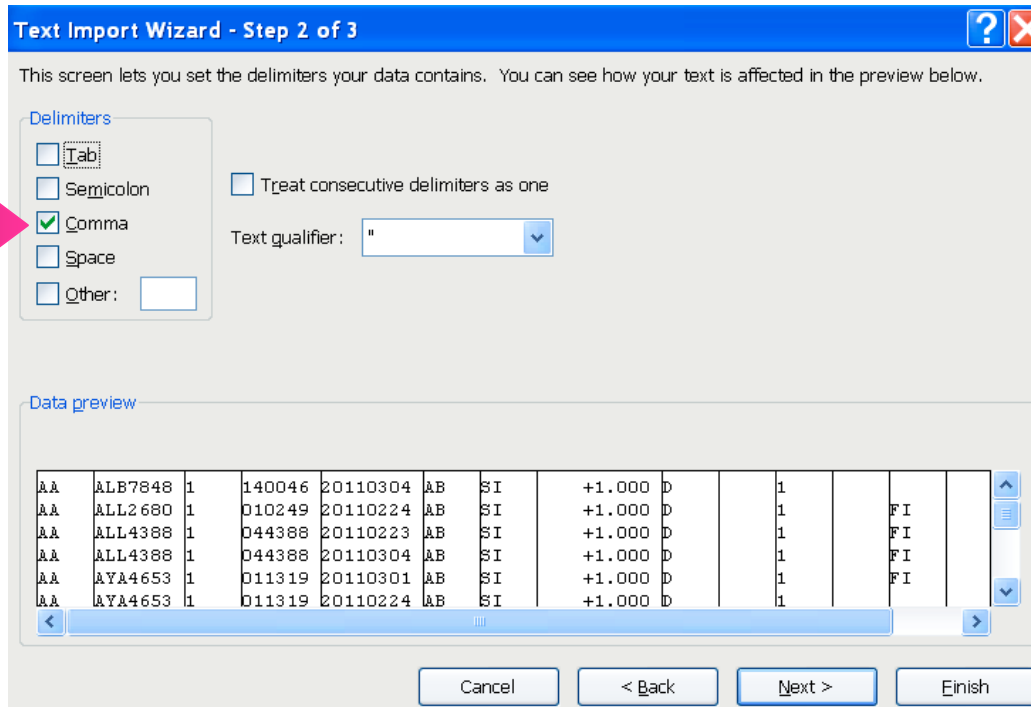 Text Import Wizard - Step 2 of 3
This screen lets you set the delimiters your data contains.  You can see how your text is affected in the preview below.
Delimiters
Tab
Semicolon
Comma
Space
Other:
Treat consecutive delimiters as one
Text qualifier: "
Data preview
AA ALB7848 1 140046 20110304 AB SI +1.000 D 1
AA ALL2680 1 010249 20110224 AB SI +1.000 D 1 FI
AA ALL4388 1 044388 20110223 AB SI +1.000 D 1 FI
AA ALL4388 1 044388 20110304 AB SI +1.000 D 1 FI
AA AYA4653 1 011319 20110301 AB SI +1.000 D 1 FI
AA AYA4653 1 011319 20110224 AB SI +1.000 D 1
Cancel < Back Next > Finish